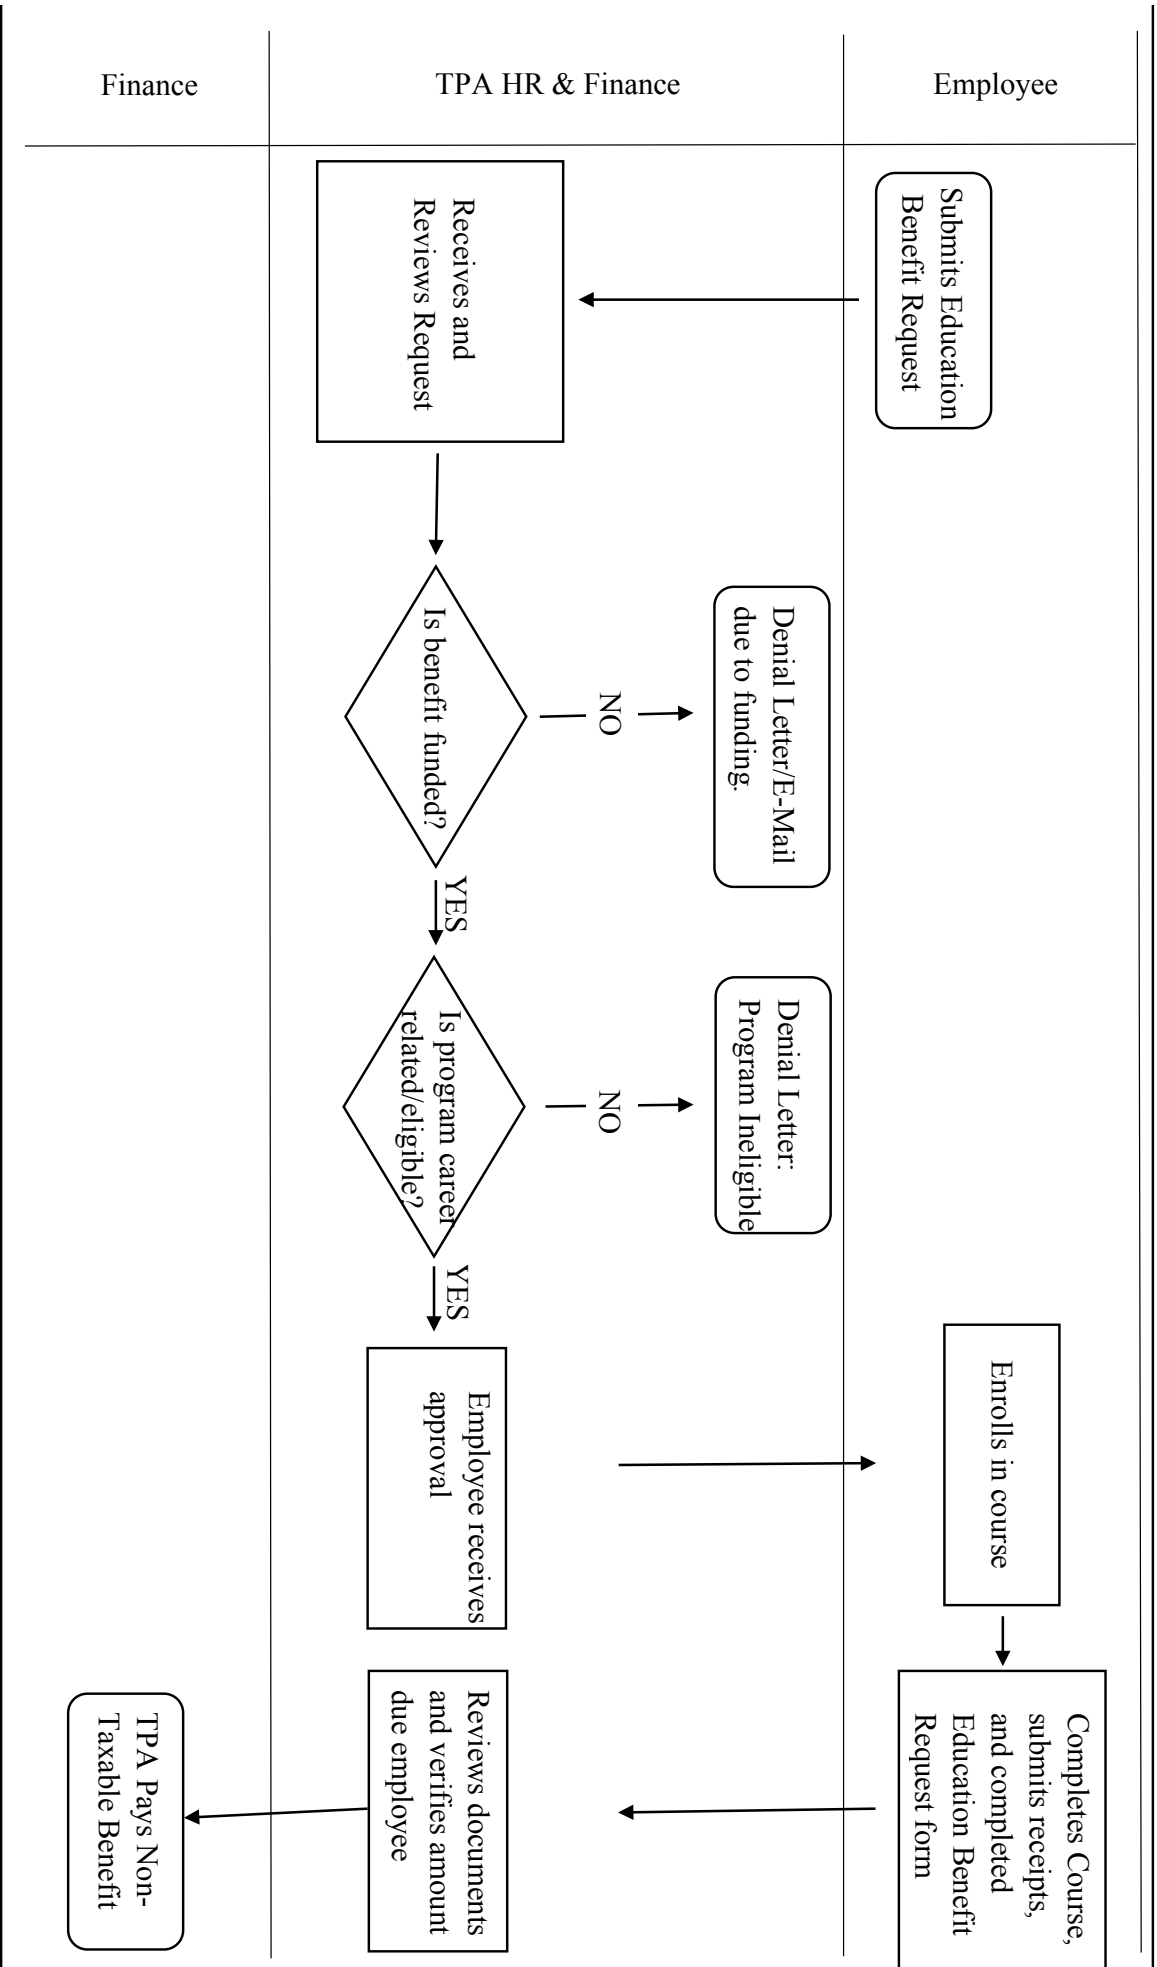 Finance
TPA HR & Finance
Employee
Submits Education
Benefit Request
Receives and
Reviews Request
Is benefit funded?
NO
Denial Letter/E-Mail
due to funding.
YES
Is program career
related/eligible?
NO
Denial Letter:
Program Ineligible
YES
Employee receives
approval
Enrolls in course
Completes Course,
submits receipts,
and completed
Education Benefit
Request form
Reviews documents
and verifies amount
due employee
TPA Pays Non-
Taxable Benefit